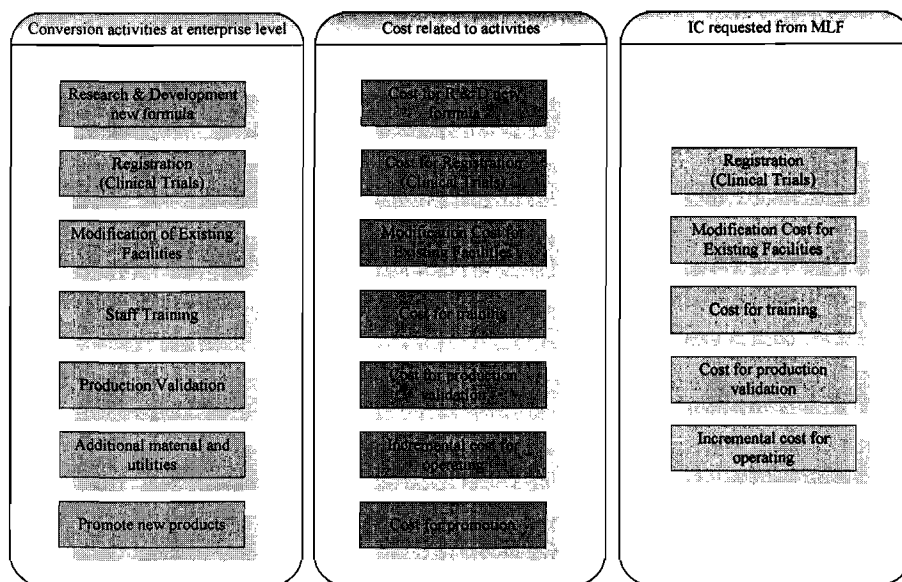 Conversion activities at enterprise level
Research & Development
new formula
Registration
(Clinical Trials)
Modification of Existing
Facilities
Staff Training
Production Validation
Additional material and
utilities
Promote new products
Cost related to activities
Cost for R & D new
formula
Cost for Registration
(Clinical Trials)
Modification Cost for
Existing Facilities
Cost for training
Cost for production
validation
Incremental cost for
operating
Cost for promotion
IC requested from MLF
Registration
(Clinical Trials)
Modification Cost for
Existing Facilities
Cost for training
Cost for production
validation
Incremental cost for
operating